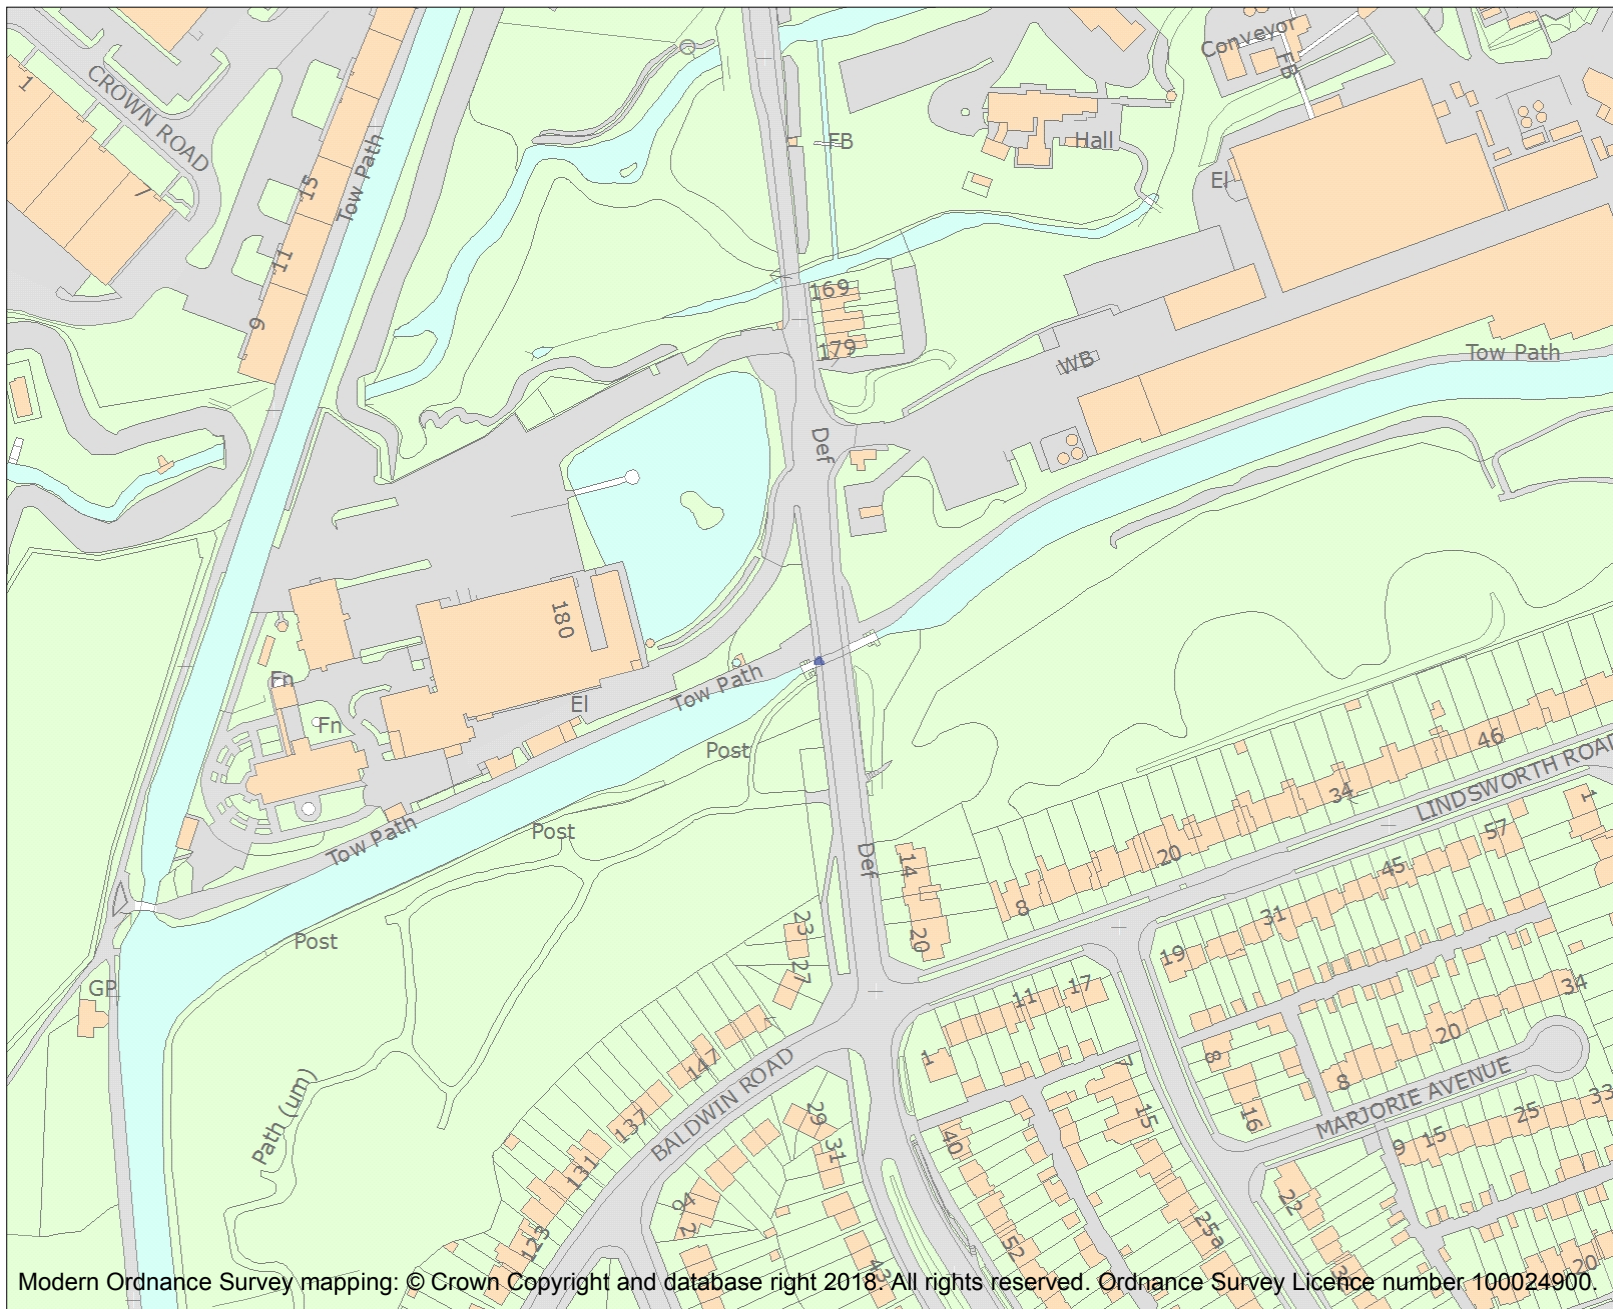 Conveyor
FB
1
CROWN ROAD
7
15
Tow Path
11
9
FB
Hall
El
169
179
WB
Tow Path
Def
180
Fn
Fn
El
Tow Path
Post
Tow Path
Post
Post
GP
Path (um)
46
34
LINDSWORTH ROAD
1
57
20
45
8
31
19
Def
14
20
23
27
11
17
34
20
8
8
MARJORIE AVENUE
16
33
25
15
9
1
7
15
147
BALDWIN ROAD
137
131
123
29
31
94
2
40
52
25a
22
43
20
Modern Ordnance Survey mapping: © Crown Copyright and database right 2018. All rights reserved. Ordnance Survey Licence number 100024900.